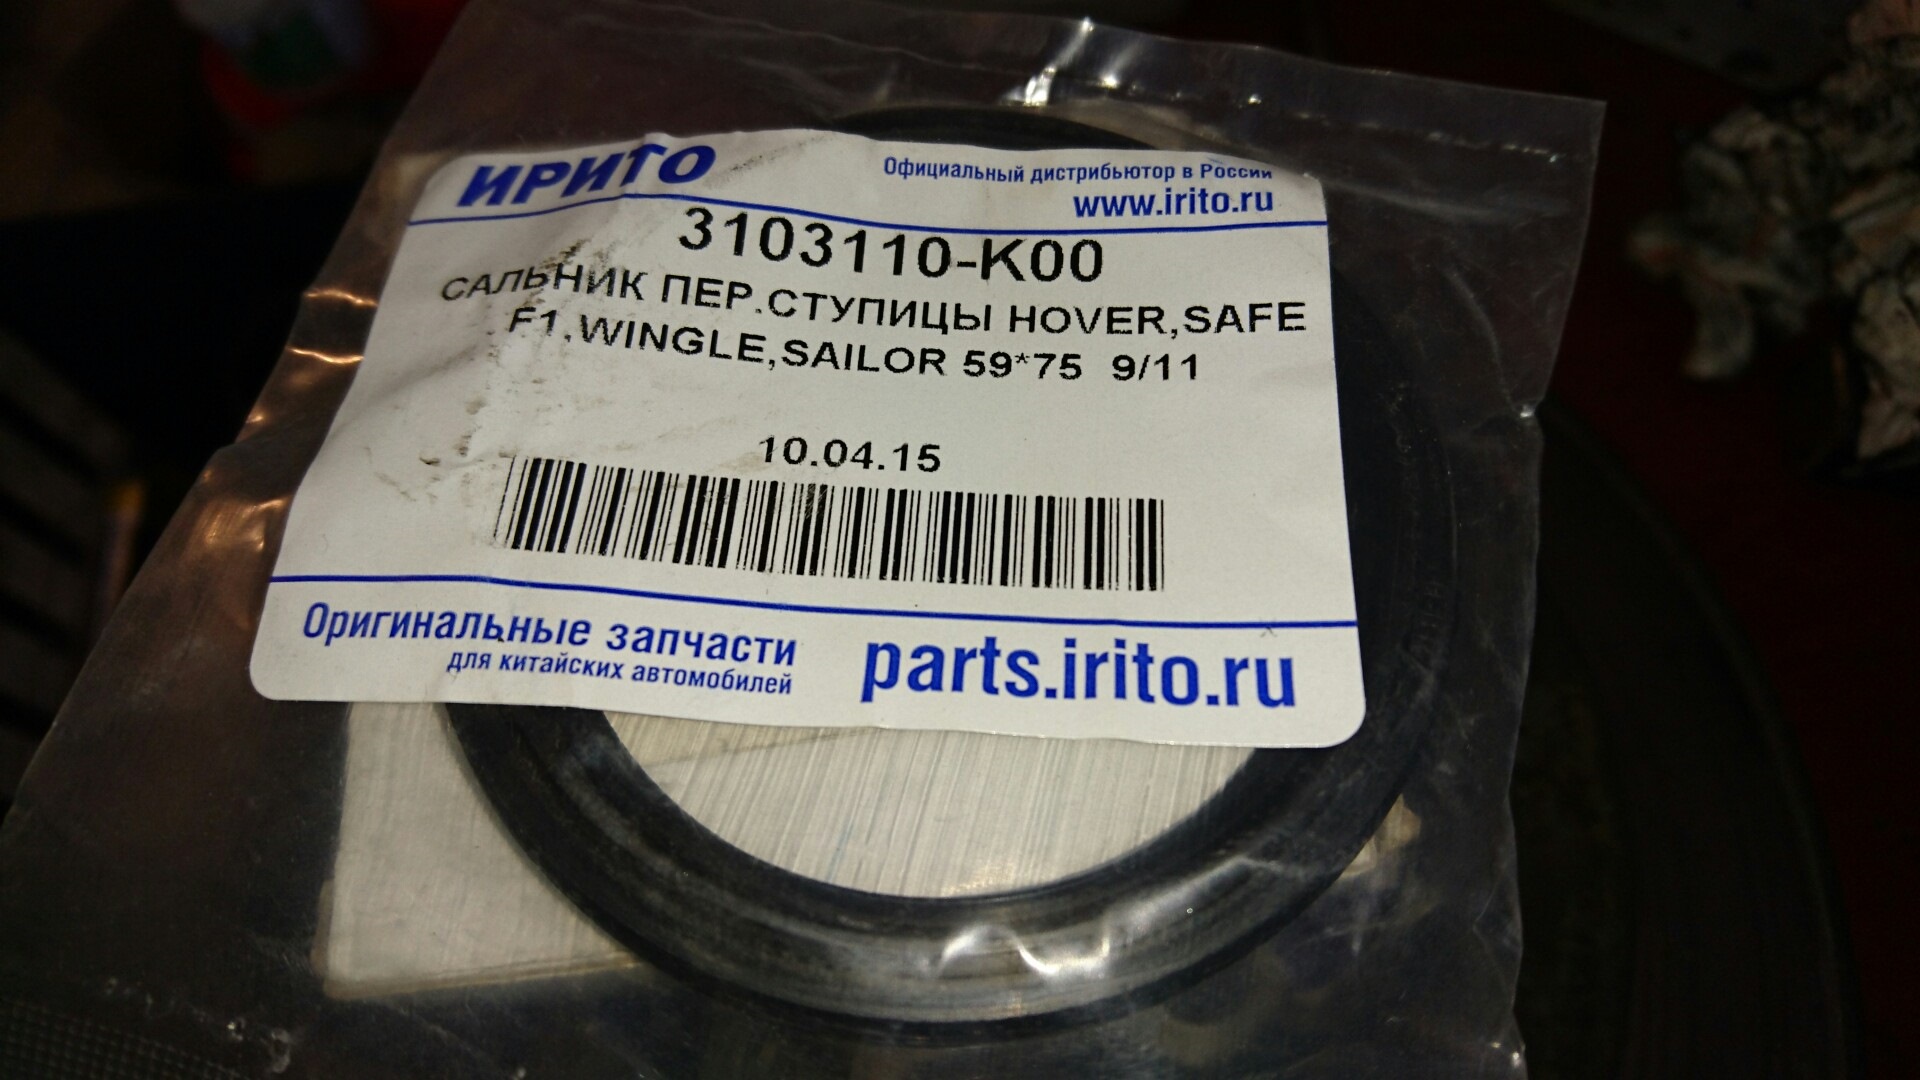 ИРИТО
Официальный дистрибьютор в России
www.irito.ru
3103110-K00
САЛЬНИК ПЕР.СТУПИЦЫ HOVER,SAFE
F1,WINGLE,SAILOR 59*75 9/11
10.04.15
Оригинальные запчасти
для китайских автомобилей
parts.irito.ru